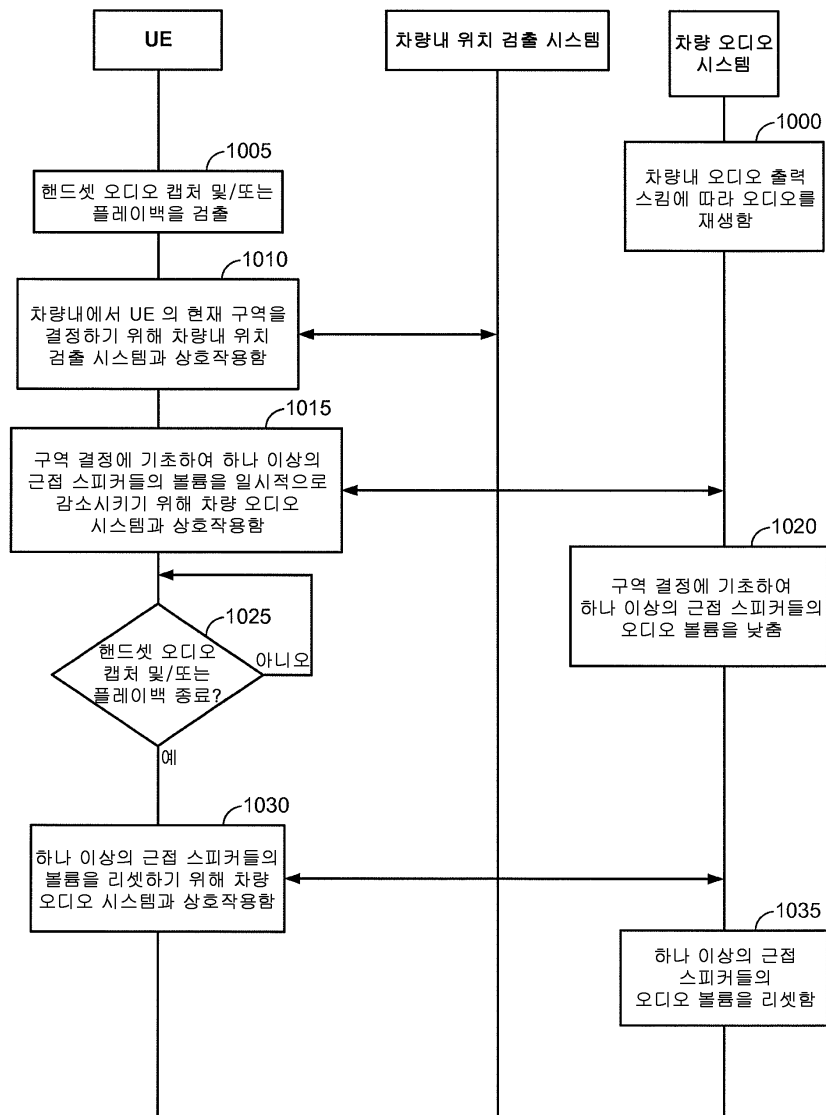 UE
차량내 위치 검출 시스템
차량 오디오
시스템
1000
차량내 오디오 출력
스킴에 따라 오디오를
재생함
1005
핸드셋 오디오 캡처 및/또는
플레이백을 검출
1010
차량내에서 UE 의 현재 구역을
결정하기 위해 차량내 위치
검출 시스템과 상호작용함
1015
구역 결정에 기초하여 하나 이상의
근접 스피커들의 볼륨을 일시적으로
감소시키기 위해 차량 오디오
시스템과 상호작용함
1020
구역 결정에 기초하여
하나 이상의 근접 스피커들의
오디오 볼륨을 낮춤
1025
핸드셋 오디오
캡처 및/또는
플레이백 종료?
아니오
예
1030
하나 이상의 근접 스피커들의
볼륨을 리셋하기 위해 차량
오디오 시스템과 상호작용함
1035
하나 이상의 근접
스피커들의
오디오 볼륨을 리셋함